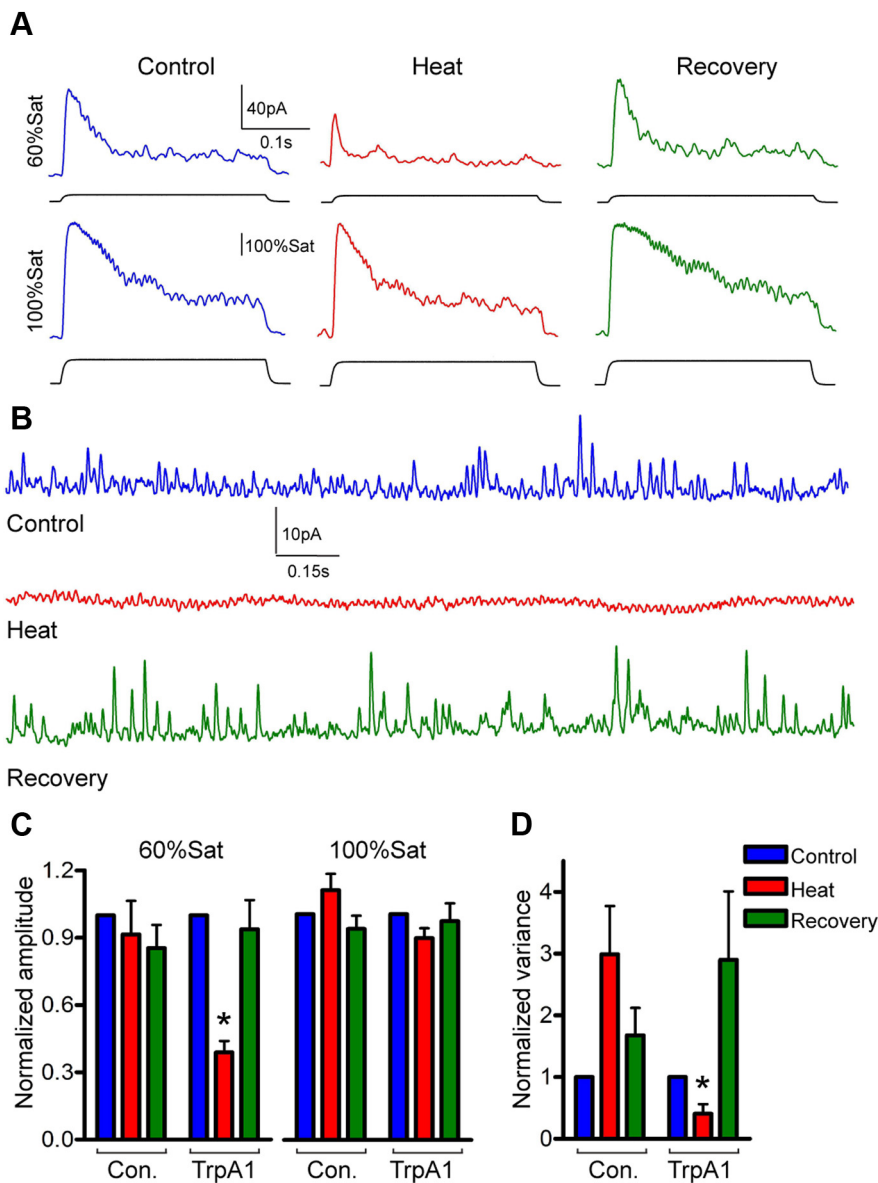 A
Control
Heat
Recovery
60%Sat
40pA
0.1s
100%Sat
100%Sat
B
Control
10pA
0.15s
Heat
Recovery
C
60%Sat
100%Sat
Normalized amplitude
1.2
0.9
0.6
0.3
0.0
*
Con.
TrpA1
Con.
TrpA1
D
Normalized variance
4
3
2
1
0
*
Con.
TrpA1
Control
Heat
Recovery